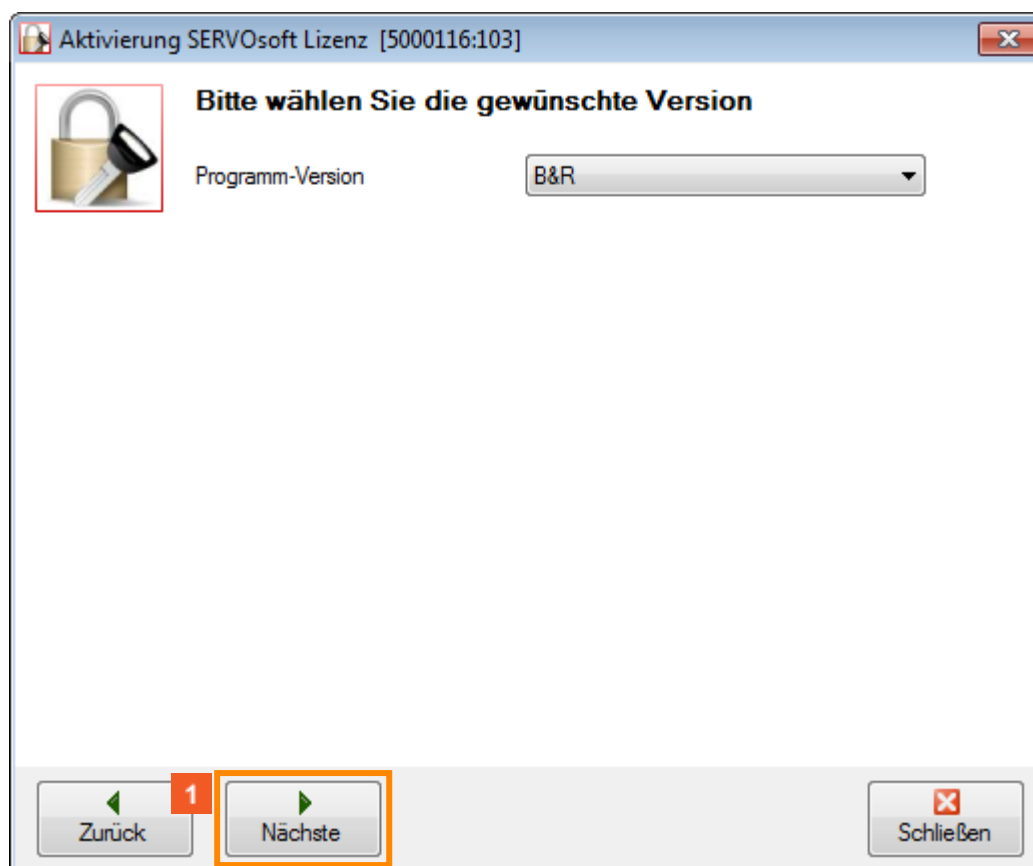 Aktivierung SERVOsoft Lizenz [5000116:103]
Bitte wählen Sie die gewünschte Version
Programm-Version B&R
1
Zurück Nächste Schließen